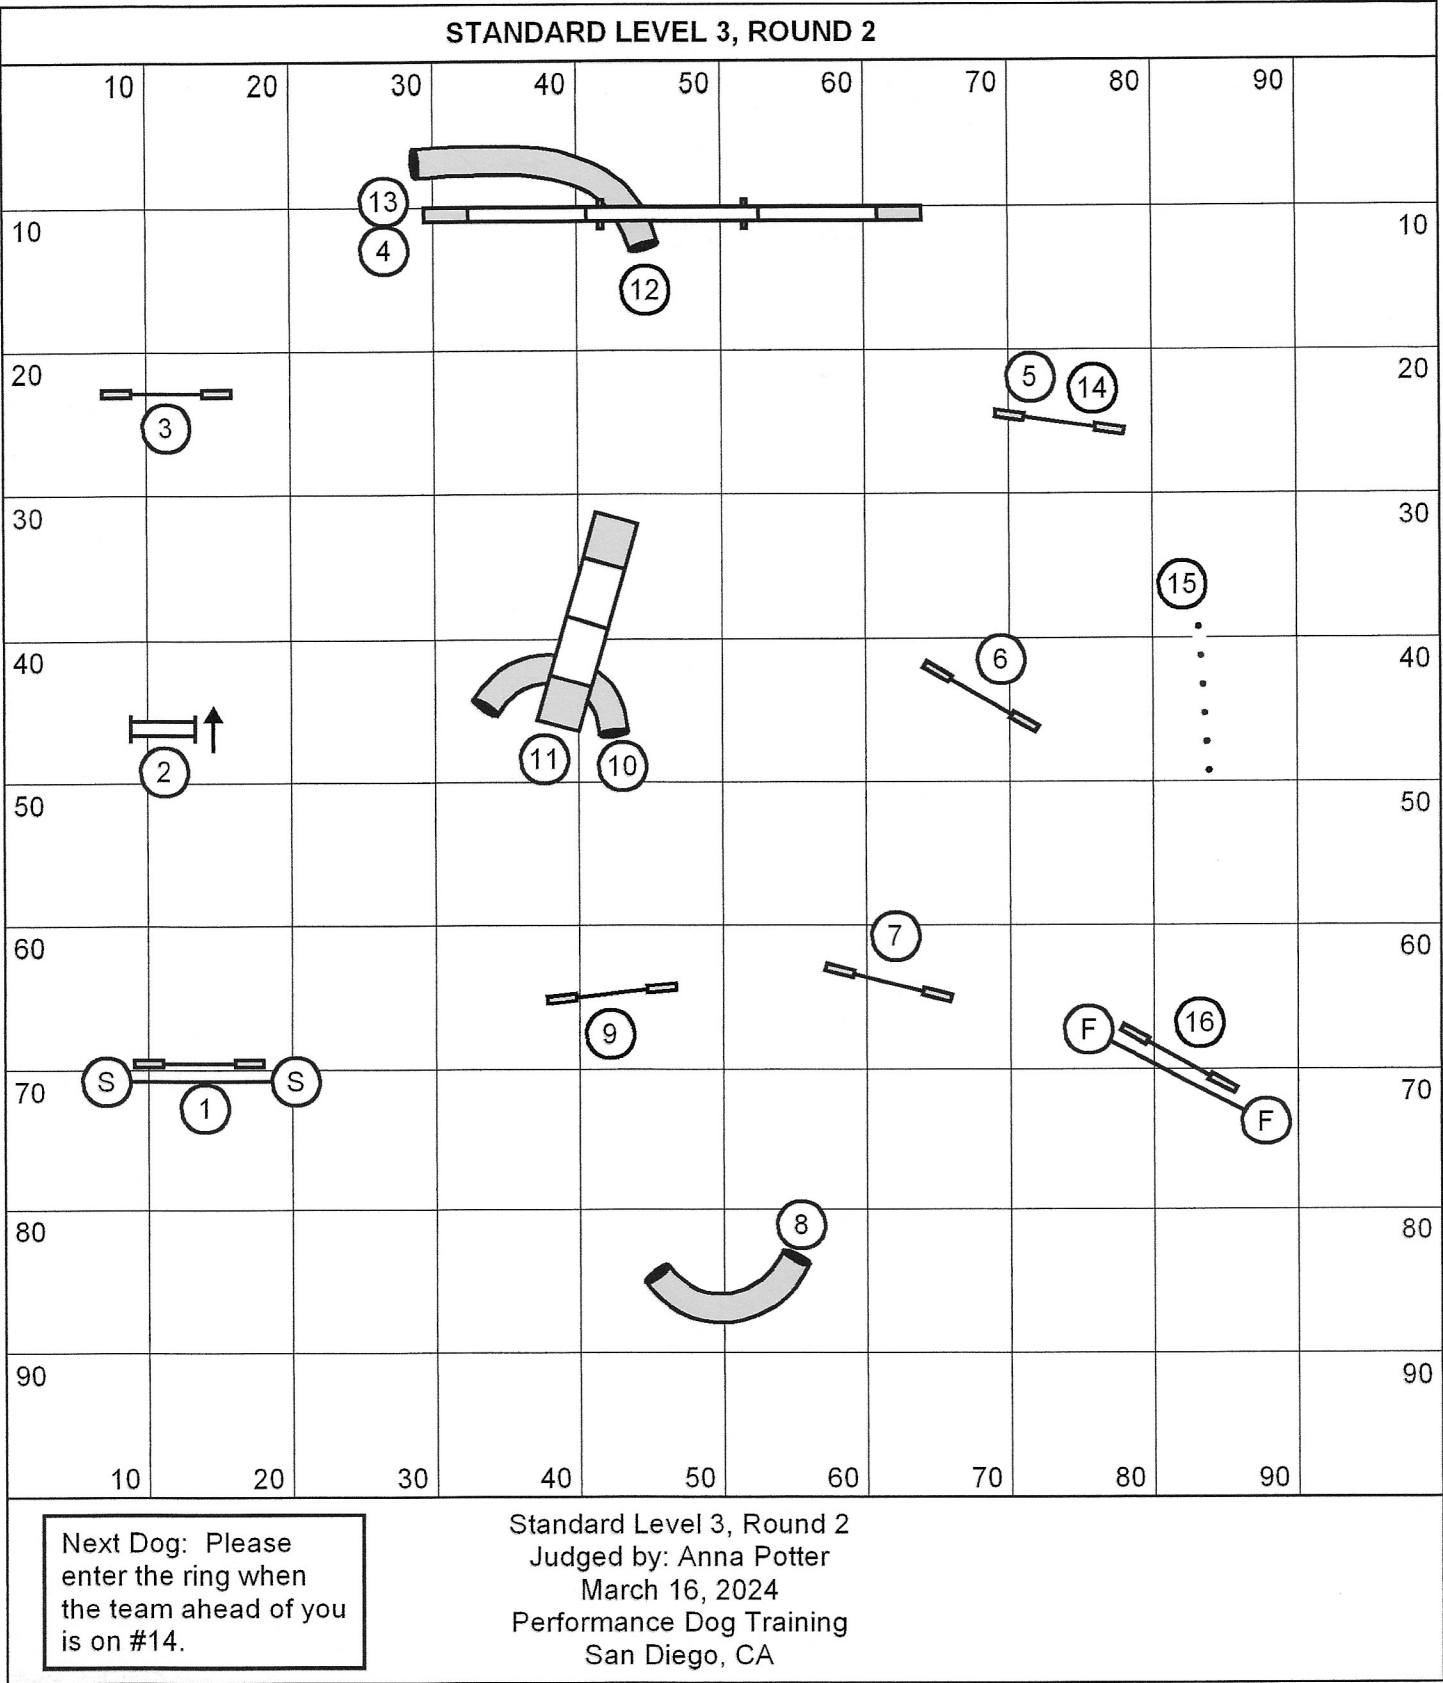 STANDARD LEVEL 3, ROUND 2
10 20 30 40 50 60 70 80 90
13
10 10
4
12
20 20
5 14
3
30 30
15
40 6 40
2 11 10
50 50
60 7 60
9 F 16
S S
70 1 70
F
80 8 80
90 90
10 20 30 40 50 60 70 80 90
Next Dog: Please
enter the ring when
the team ahead of you
is on #14.
Standard Level 3, Round 2
Judged by: Anna Potter
March 16, 2024
Performance Dog Training
San Diego, CA